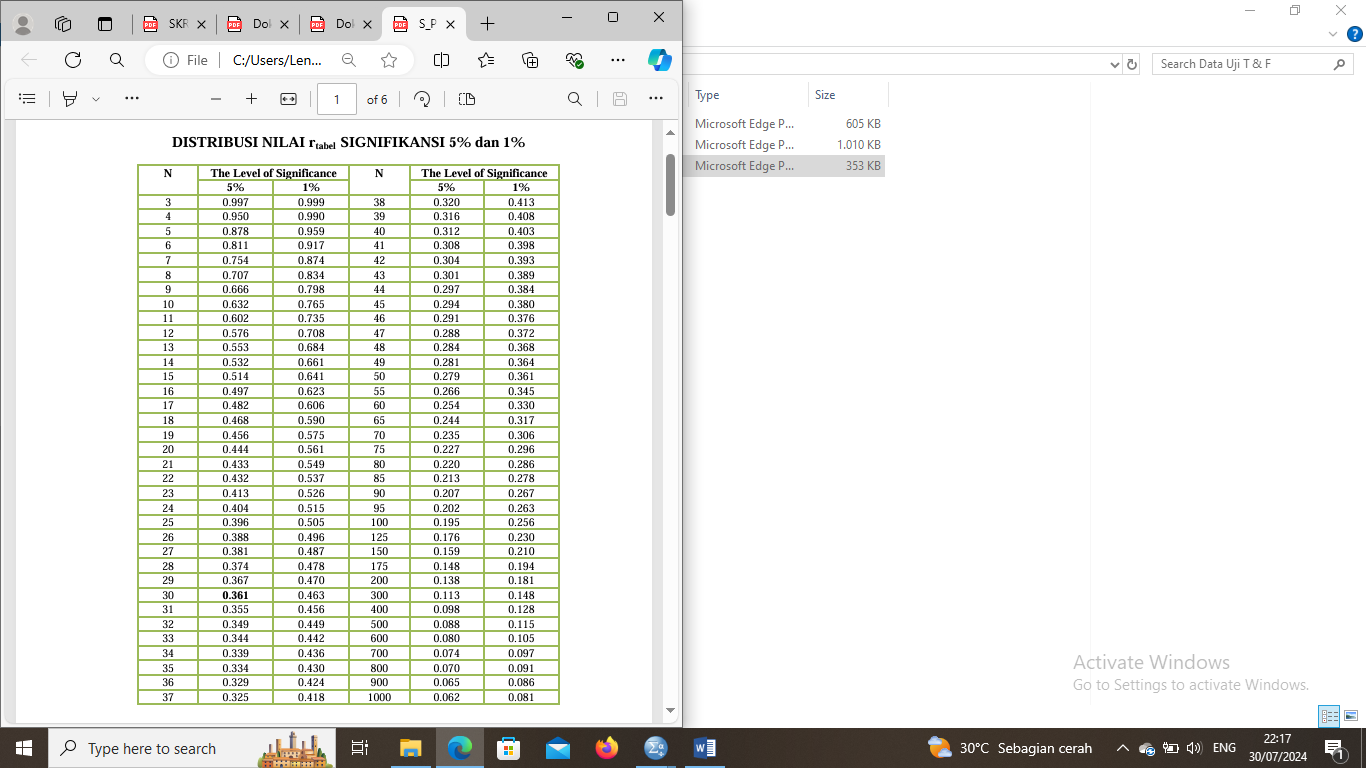 SKR
Dol
Dol
S_P
File
C:/Users/Len...
1
of 6
DISTRIBUSI NILAI rtabel SIGNIFIKANSI 5% dan 1%
N The Level of Significance N The Level of Significance
5% 1% 5% 1%
3 0.997 0.999 38 0.320 0.413
4 0.950 0.990 39 0.316 0.408
5 0.878 0.959 40 0.312 0.403
6 0.811 0.917 41 0.308 0.398
7 0.754 0.874 42 0.304 0.393
8 0.707 0.834 43 0.301 0.389
9 0.666 0.798 44 0.297 0.384
10 0.632 0.765 45 0.294 0.380
11 0.602 0.735 46 0.291 0.376
12 0.576 0.708 47 0.288 0.372
13 0.553 0.684 48 0.284 0.368
14 0.532 0.661 49 0.281 0.364
15 0.514 0.641 50 0.279 0.361
16 0.497 0.623 55 0.266 0.345
17 0.482 0.606 60 0.254 0.330
18 0.468 0.590 65 0.244 0.317
19 0.456 0.575 70 0.235 0.306
20 0.444 0.561 75 0.227 0.296
21 0.433 0.549 80 0.220 0.286
22 0.432 0.537 85 0.213 0.278
23 0.413 0.526 90 0.207 0.267
24 0.404 0.515 95 0.202 0.263
25 0.396 0.505 100 0.195 0.256
26 0.388 0.496 125 0.176 0.230
27 0.381 0.487 150 0.159 0.210
28 0.374 0.478 175 0.148 0.194
29 0.367 0.470 200 0.138 0.181
30 0.361 0.463 300 0.113 0.148
31 0.355 0.456 400 0.098 0.128
32 0.349 0.449 500 0.088 0.115
33 0.344 0.442 600 0.080 0.105
34 0.339 0.436 700 0.074 0.097
35 0.334 0.430 800 0.070 0.091
36 0.329 0.424 900 0.065 0.086
37 0.325 0.418 1000 0.062 0.081
Search Data Uji T & F
Type Size
Microsoft Edge P... 605 KB
Microsoft Edge P... 1.010 KB
Microsoft Edge P... 353 KB
Activate Windows
Go to Settings to activate Windows.
Type here to search
30°C Sebagian cerah
ENG
22:17
30/07/2024
1